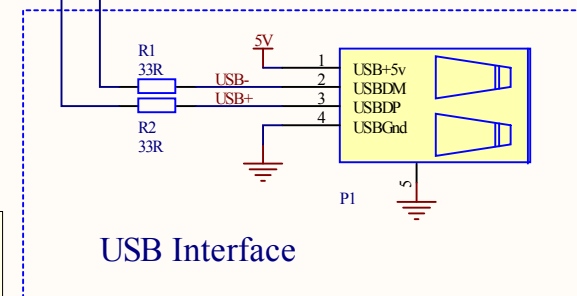 R1
33R
5V
USB-
USB+
R2
33R
1
2
3
4
USB+5v
USBDM
USBDP
USBGnd
5
P1
USB Interface